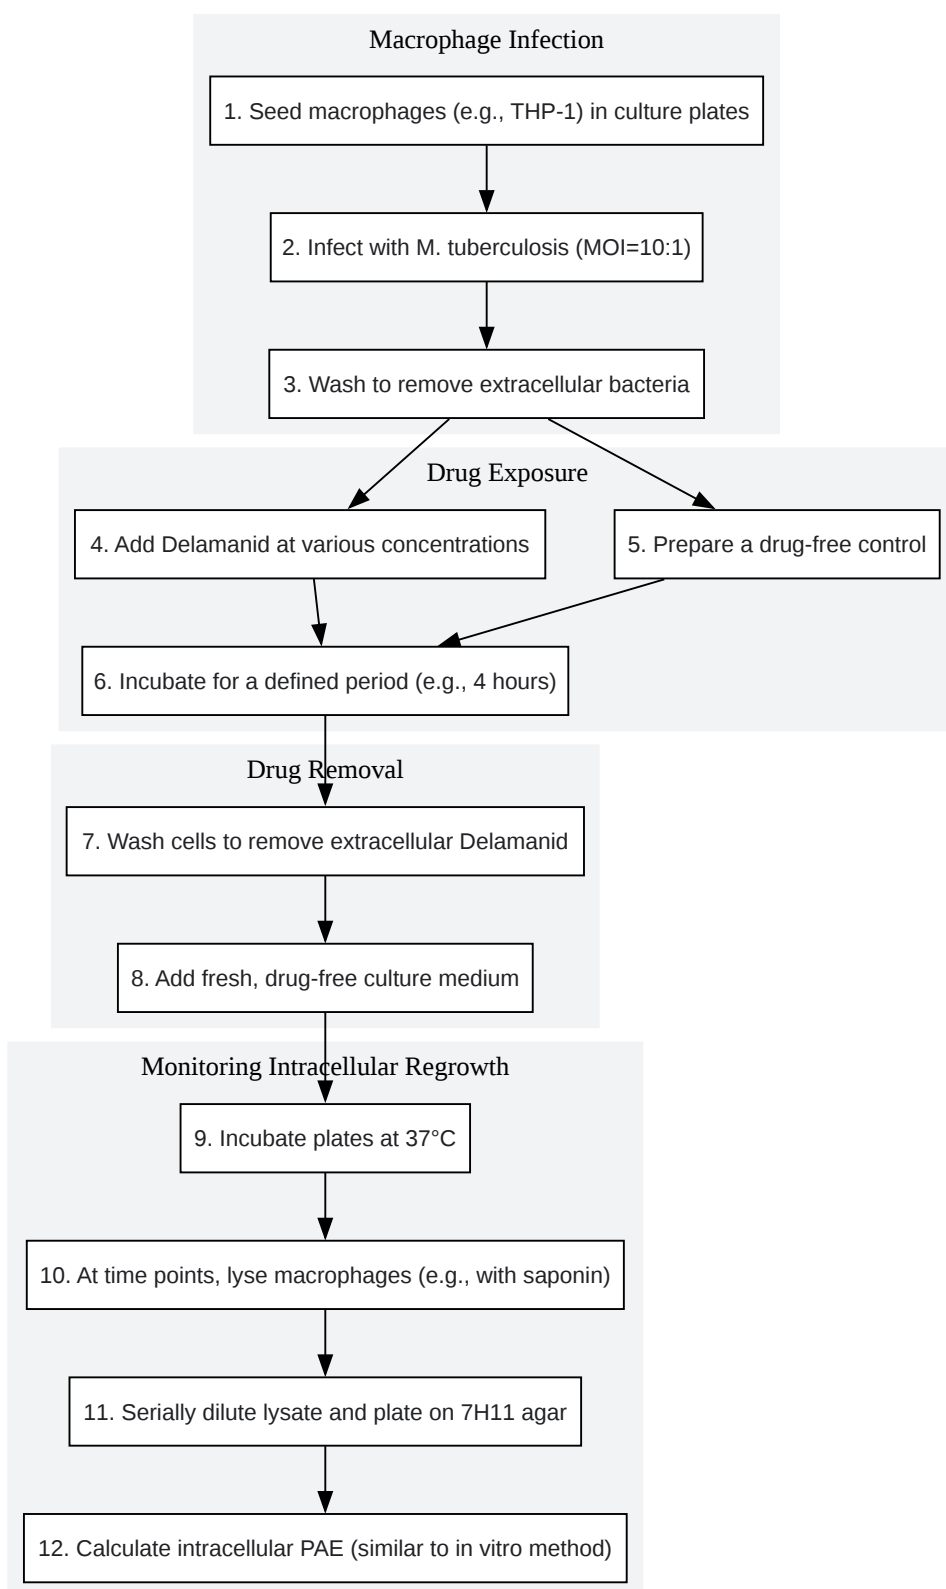 Macrophage Infection
1. Seed macrophages (e.g., THP-1) in culture plates
2. Infect with M. tuberculosis (MOI=10:1)
3. Wash to remove extracellular bacteria
Drug Exposure
4. Add Delamanid at various concentrations
5. Prepare a drug-free control
6. Incubate for a defined period (e.g., 4 hours)
Drug Removal
7. Wash cells to remove extracellular Delamanid
8. Add fresh, drug-free culture medium
Monitoring Intracellular Regrowth
9. Incubate plates at 37°C
10. At time points, lyse macrophages (e.g., with saponin)
11. Serially dilute lysate and plate on 7H11 agar
12. Calculate intracellular PAE (similar to in vitro method)